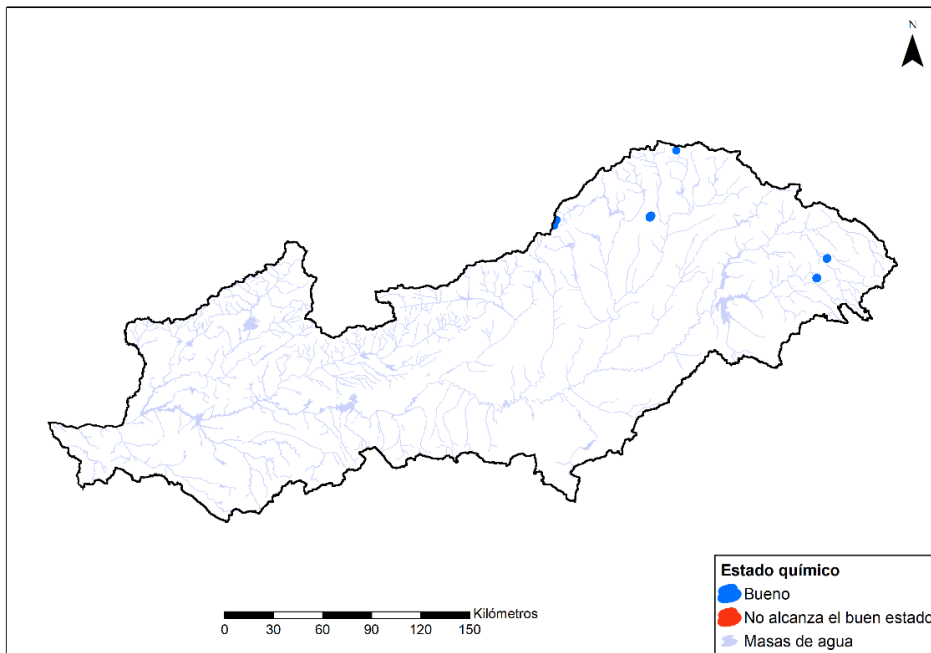 N
Estado químico
Bueno
No alcanza el buen estado
Masas de agua
Kilómetros
0 30 60 90 120 150